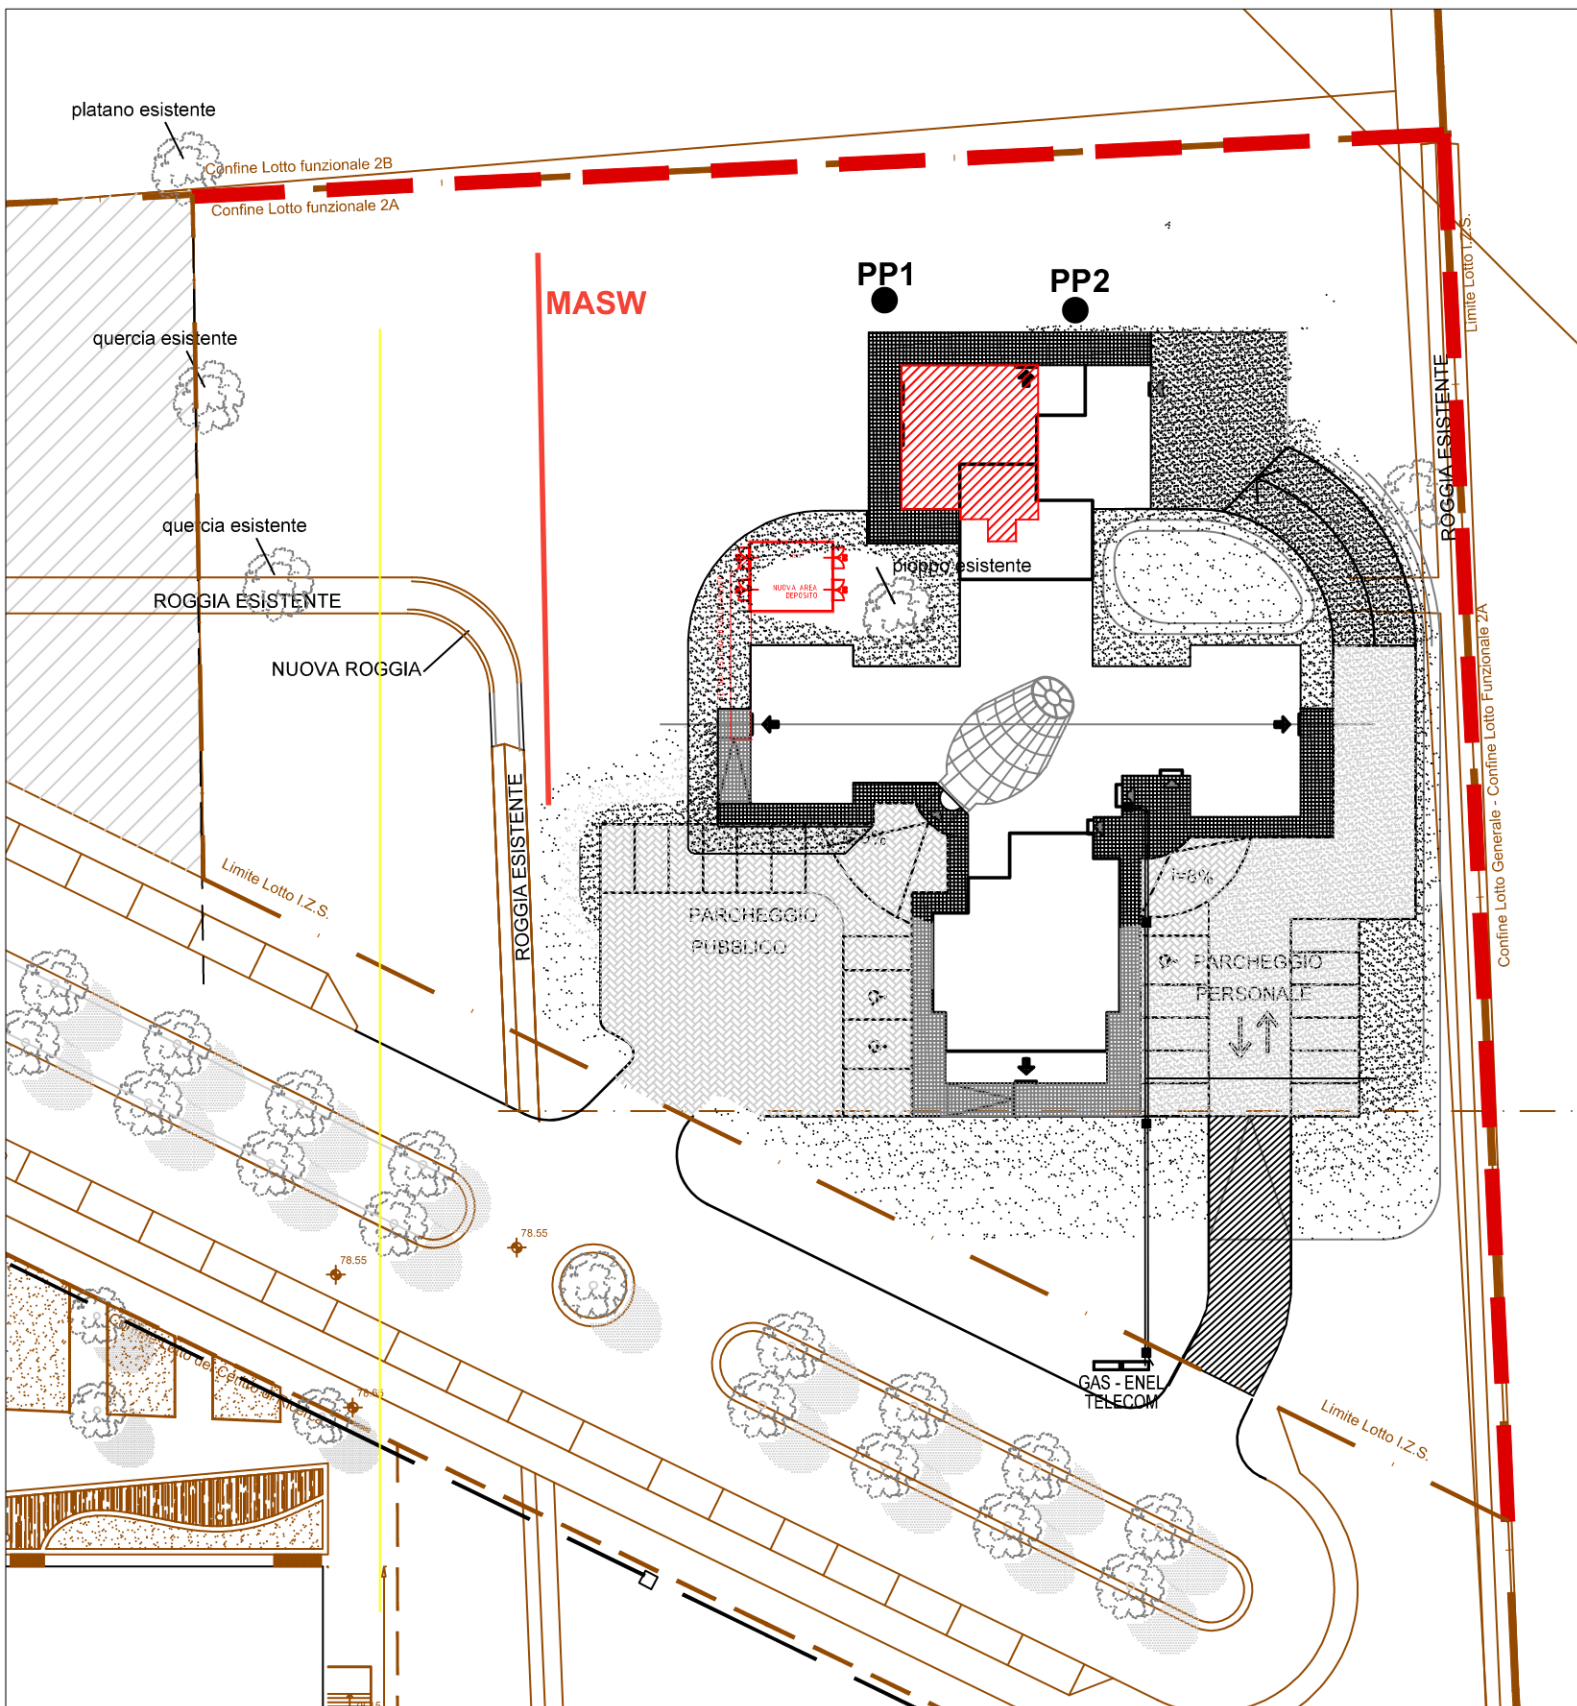 platano esistente
Confine Lotto funzionale 2B
Confine Lotto funzionale 2A
Limite Lotto I.Z.S.
PP1
PP2
MASW
quercia esistente
ROGGIA ESISTENTE
quercia esistente
pioppo esistente
NUOVA AREA
DEPOSITO
ROGGIA ESISTENTE
NUOVA ROGGIA
Confine Lotto Generale - Confine Lotto Funzionale 2A
ROGGIA ESISTENTE
Limite Lotto I.Z.S.
i=8%
PARCHEGGIO
PUBBLICO
PARCHEGGIO
PERSONALE
78.55
78.55
GAS - ENEL
TELECOM
Limite Lotto I.Z.S.